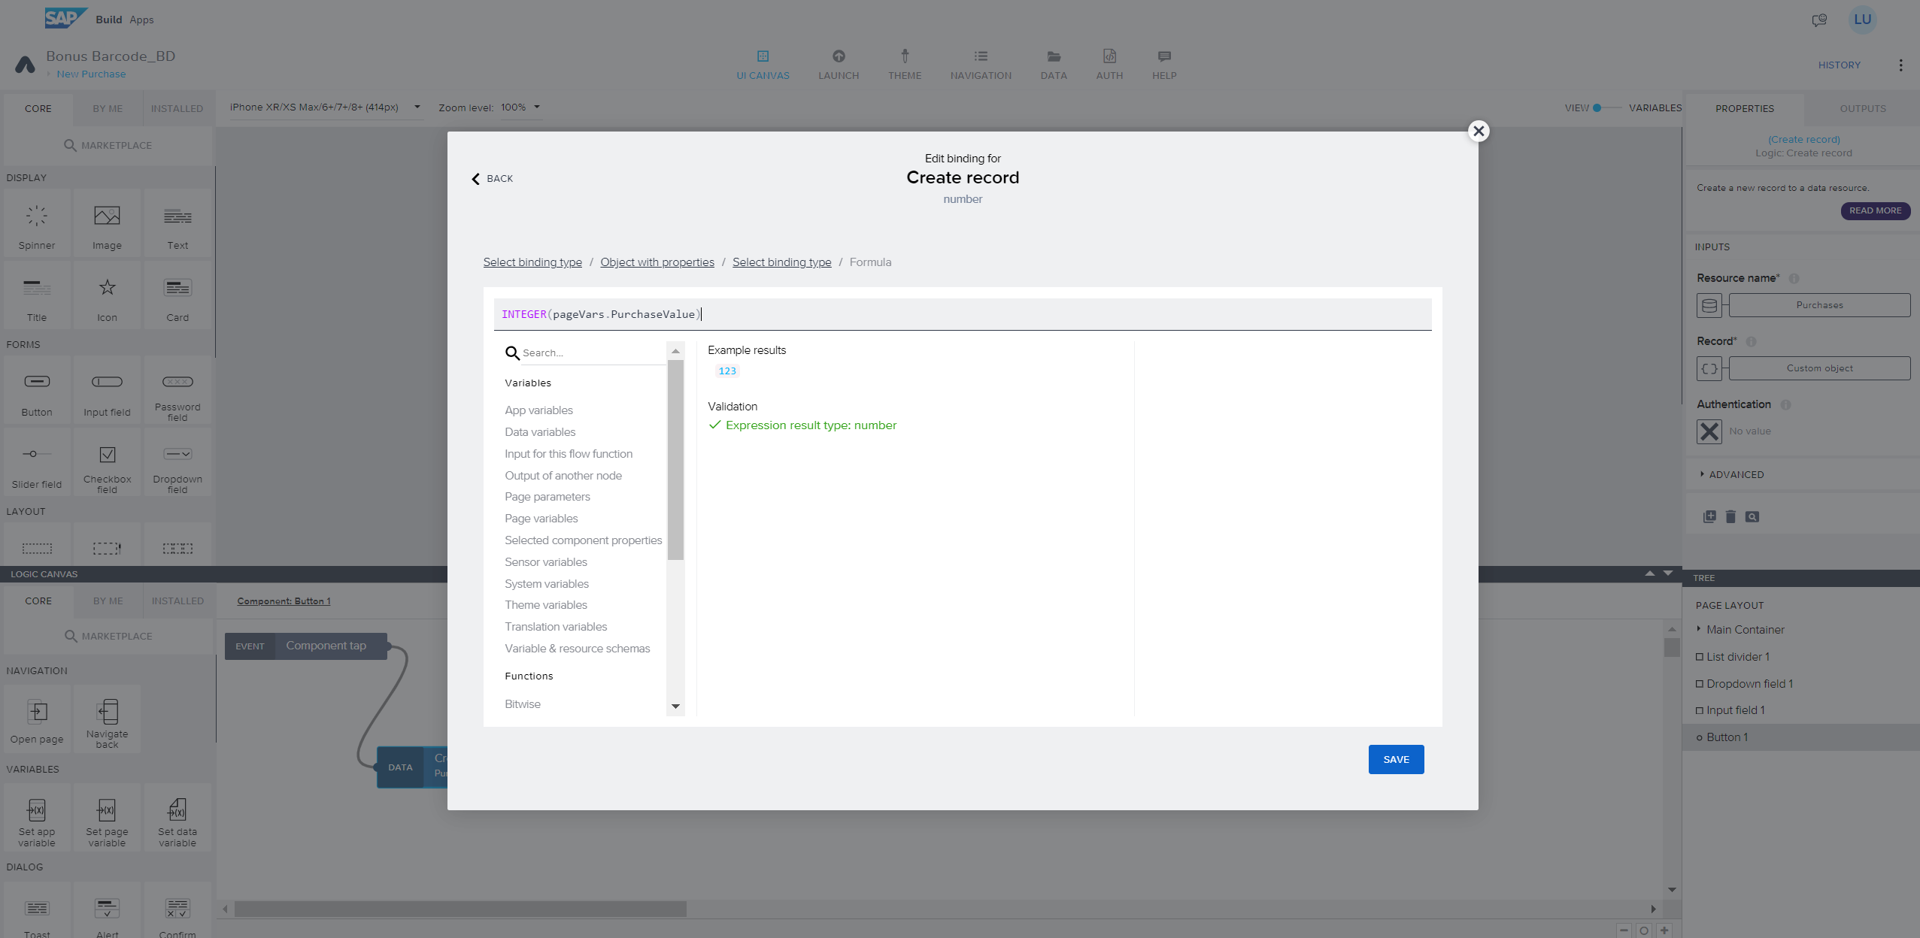 SAP Build Apps
LU
Bonus Barcode_BD
New Purchase
UI CANVAS
LAUNCH
THEME
NAVIGATION
DATA
AUTH
HELP
HISTORY
CORE
BY ME
INSTALLED
iPhone XR/XS Max/6+/7+/8+ (414px)
Zoom level: 100%
VIEW
VARIABLES
PROPERTIES
OUTPUTS
MARKETPLACE
DISPLAY
Spinner
Image
Text
Title
Icon
Card
FORMS
Button
Input field
Password
field
Slider field
Checkbox
field
Dropdown
field
LAYOUT
Edit binding for
Create record
number
BACK
Select binding type / Object with properties / Select binding type / Formula
INTEGER(pageVars.PurchaseValue)
Search...
Variables
App variables
Data variables
Input for this flow function
Output of another node
Page parameters
Page variables
Selected component properties
Sensor variables
System variables
Theme variables
Translation variables
Variable & resource schemas
Functions
Bitwise
Example results
123
Validation
Expression result type: number
SAVE
(Create record)
Logic: Create record
Create a new record to a data resource.
READ MORE
INPUTS
Resource name*
Purchases
Record*
Custom object
Authentication
No value
ADVANCED
LOGIC CANVAS
CORE
BY ME
INSTALLED
Component: Button 1
MARKETPLACE
EVENT
Component tap
DATA
Cr
Pu
NAVIGATION
Open page
Navigate
back
VARIABLES
Set app
variable
Set page
variable
Set data
variable
DIALOG
Toast
Alert
Confirm
TREE
PAGE LAYOUT
Main Container
List divider 1
Dropdown field 1
Input field 1
Button 1